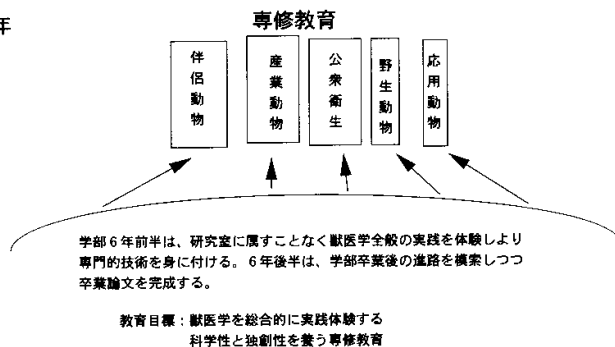 年
専修教育
伴侶動物
産業動物
公衆衛生
野生動物
応用動物
学部６年前半は、研究室に属すことなく獣医学全般の実践を体験しより
専門的技術を身に付ける。６年後半は、学部卒業後の進路を模索しつつ
卒業論文を完成する。
教育目標：獣医学を総合的に実践体験する
科学性と独創性を養う専修教育